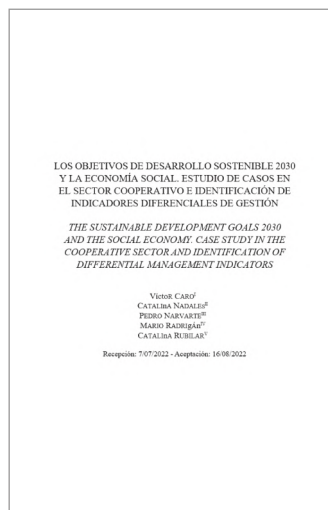 LOS OBJETIVOS DE DESARROLLO SOSTENIBLE 2030
Y LA ECONOMÍA SOCIAL. ESTUDIO DE CASOS EN
EL SECTOR COOPERATIVO E IDENTIFICACIÓN DE
INDICADORES DIFERENCIALES DE GESTIÓN
THE SUSTAINABLE DEVELOPMENT GOALS 2030
AND THE SOCIAL ECONOMY. CASE STUDY IN THE
COOPERATIVE SECTOR AND IDENTIFICATION OF
DIFFERENTIAL MANAGEMENT INDICATORS
VíctoR CARO I
CATALInA NADALES II
PEDRO NARVARTE III
MARIO RADRIgÁN IV
CATALInA RUBILAR V
Recepción: 7/07/2022 - Aceptación: 16/08/2022